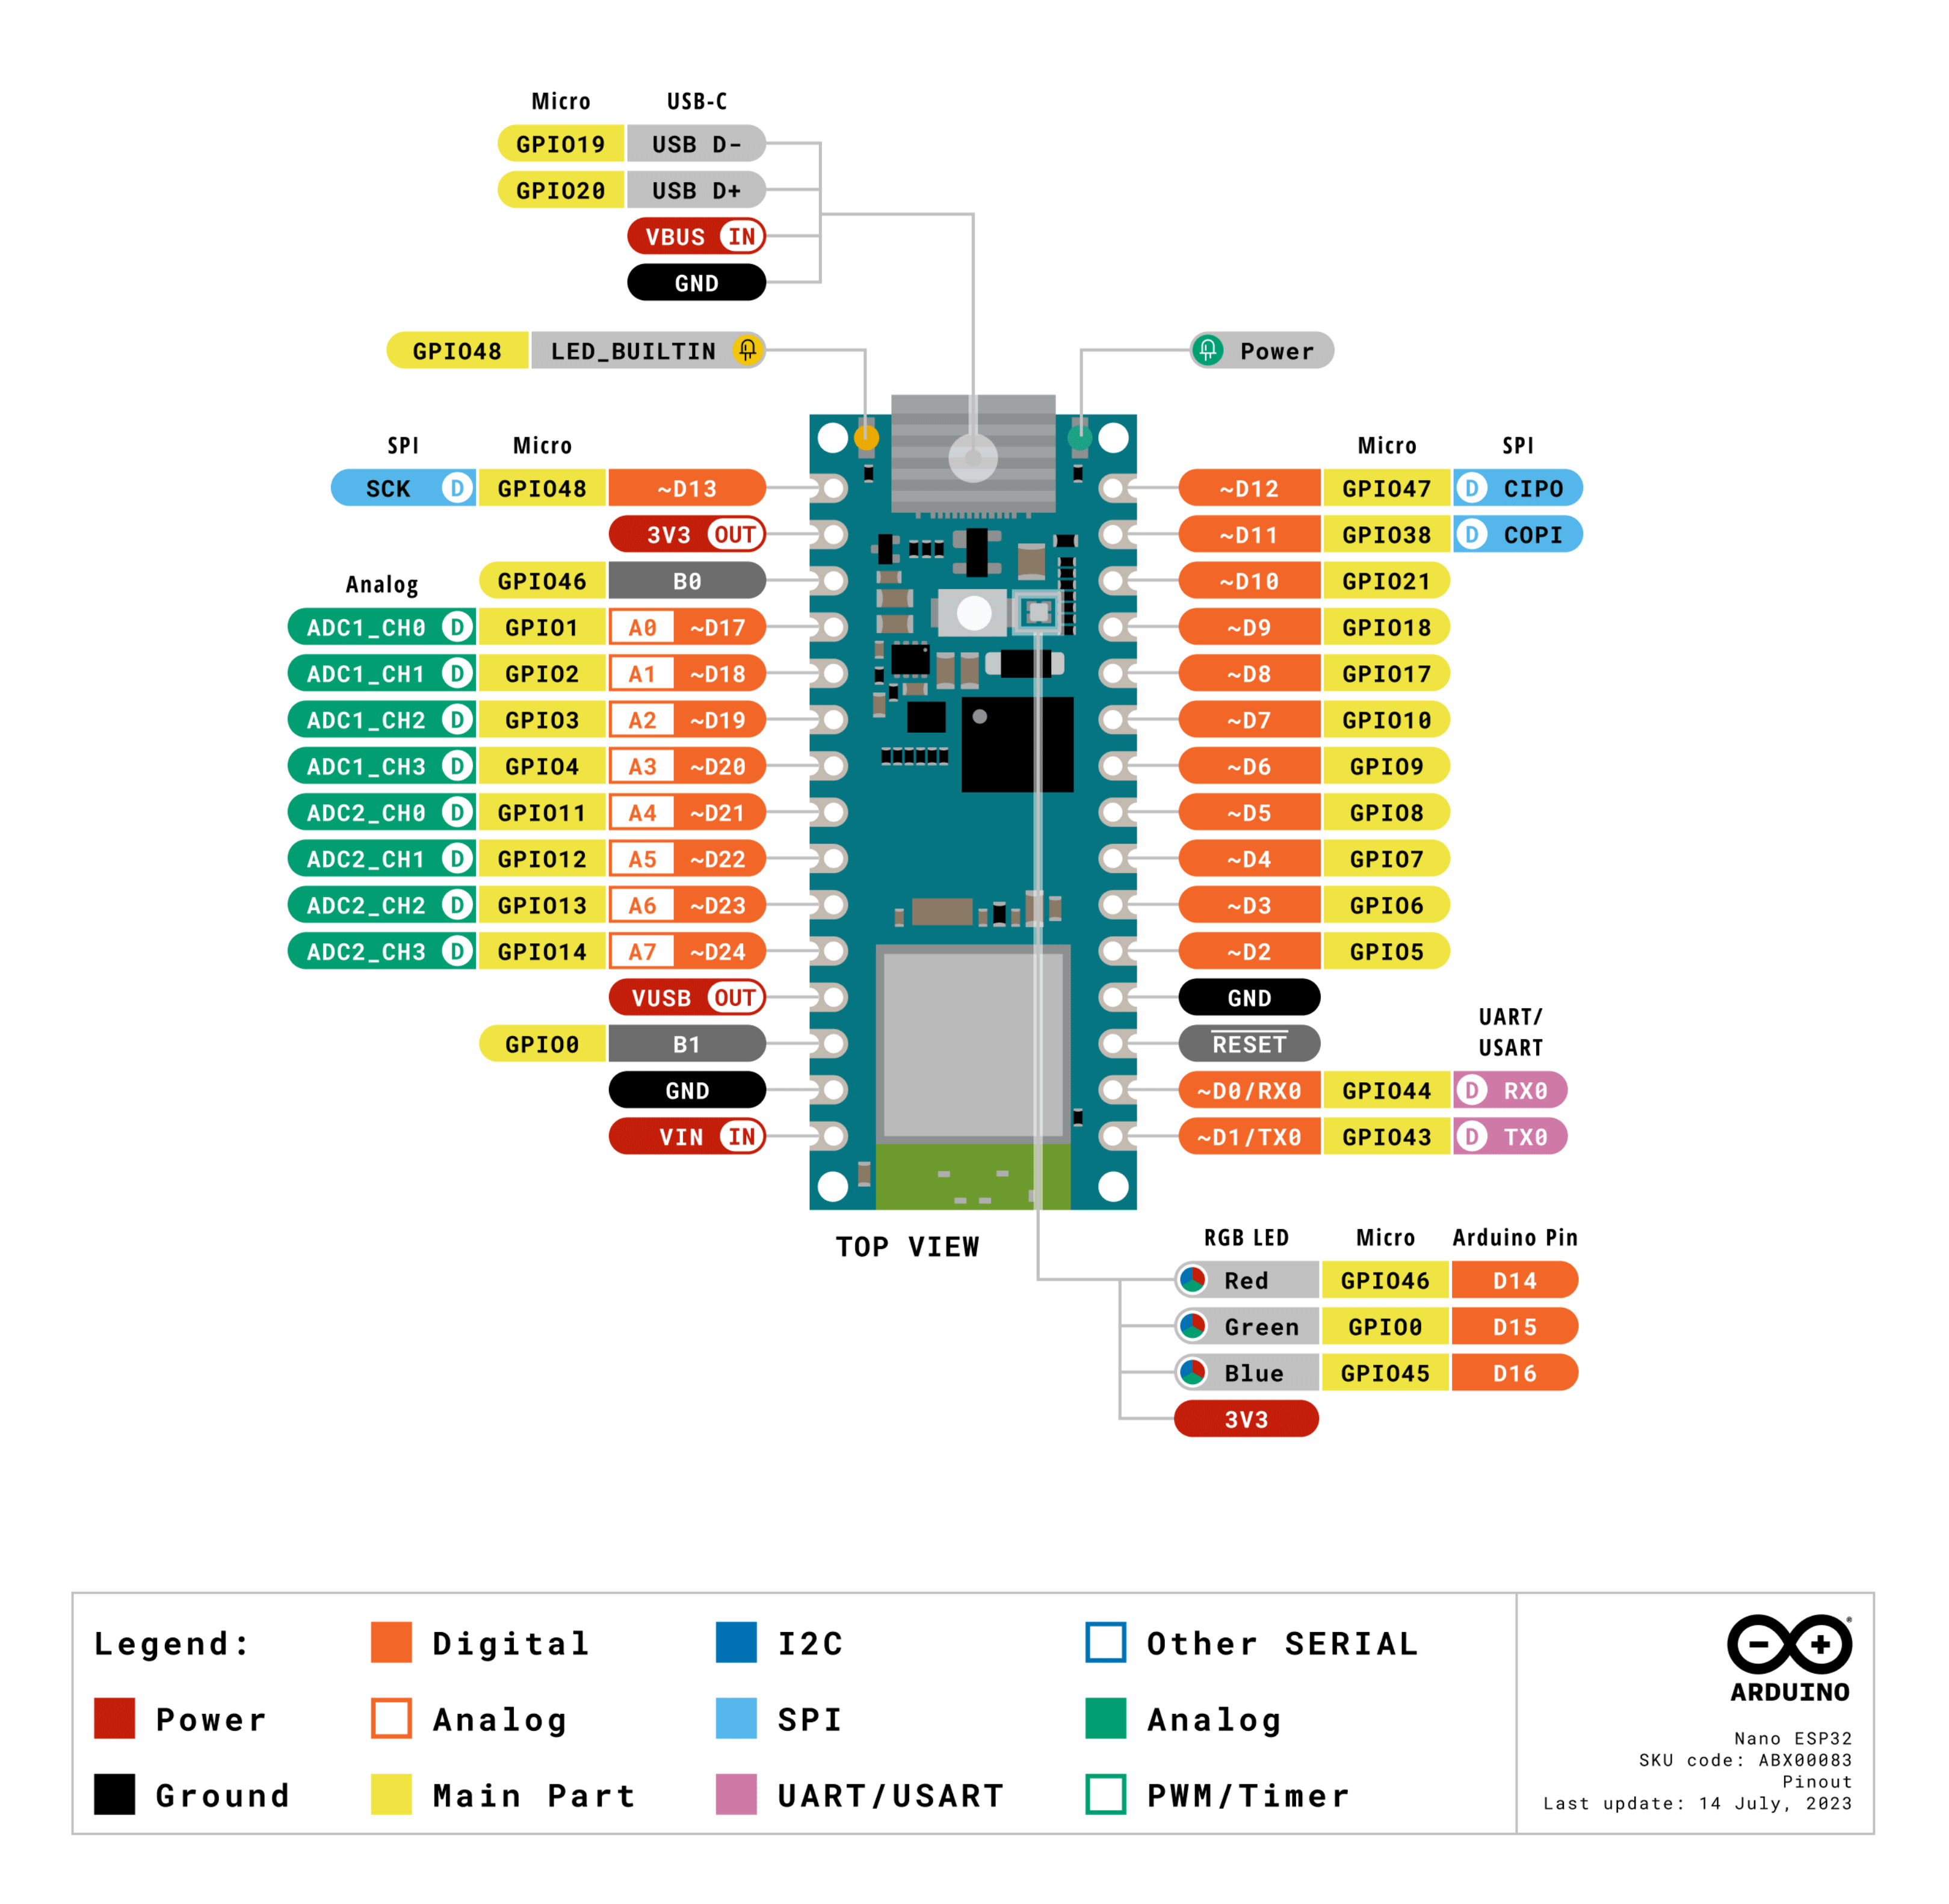 Micro USB-C
GPIO19 USB D-
GPIO20 USB D+
VBUS IN
GND
GPIO48 LED_BUILTIN
Power
SPI Micro
SCK D GPIO48 ~D13
3V3 OUT
GPIO46 B0
Analog
ADC1_CH0 D GPIO1 A0 ~D17
ADC1_CH1 D GPIO2 A1 ~D18
ADC1_CH2 D GPIO3 A2 ~D19
ADC1_CH3 D GPIO4 A3 ~D20
ADC2_CH0 D GPIO11 A4 ~D21
ADC2_CH1 D GPIO12 A5 ~D22
ADC2_CH2 D GPIO13 A6 ~D23
ADC2_CH3 D GPIO14 A7 ~D24
VUSB OUT
GPIO0 B1
GND
VIN IN
Micro SPI
~D12 GPIO47 D CIPO
~D11 GPIO38 D COPI
~D10 GPIO21
~D9 GPIO18
~D8 GPIO17
~D7 GPIO10
~D6 GPIO9
~D5 GPIO8
~D4 GPIO7
~D3 GPIO6
~D2 GPIO5
GND
RESET
UART/
USART
~D0/RX0 GPIO44 D RX0
~D1/TX0 GPIO43 D TX0
TOP VIEW
RGB LED Micro Arduino Pin
Red GPIO46 D14
Green GPIO0 D15
Blue GPIO45 D16
3V3
Legend:
Power
Ground
Digital
Analog
Main Part
I2C
SPI
UART/USART
Other SERIAL
Analog
PWM/Timer
®
ARDUINO
Nano ESP32
SKU code: ABX00083
Pinout
Last update: 14 July, 2023